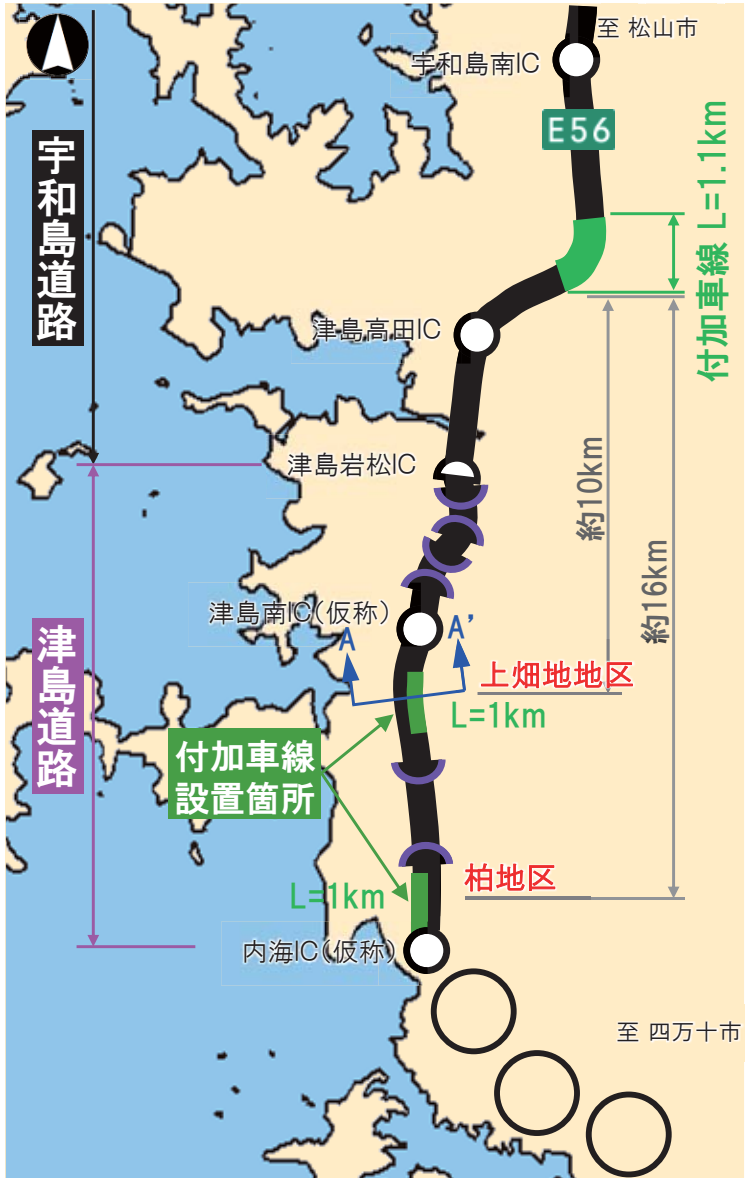 至 松山市
宇和島南IC
E56
宇和島道路
付加車線 L=1.1km
津島高田IC
津島岩松IC
約10km
約16km
津島南IC(仮称)
A
A'
上畑地地区
L=1km
津島道路
付加車線
設置箇所
柏地区
L=1km
内海IC(仮称)
至 四万十市